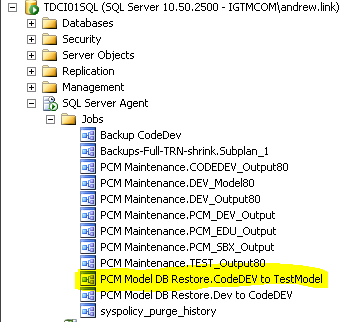 TDCI01SQL (SQL Server 10.50.2500 - IGTMCOM\andrew.link)
Databases
Security
Server Objects
Replication
Management
SQL Server Agent
Jobs
Backup CodeDev
Backups-Full-TRN-shrink.Subplan_1
PCM Maintenance.CODEDEV_Output80
PCM Maintenance.DEV_Model80
PCM Maintenance.DEV_Output80
PCM Maintenance.PCM_DEV_Output
PCM Maintenance.PCM_EDU_Output
PCM Maintenance.PCM_SBX_Output
PCM Maintenance.TEST_Output80
PCM Model DB Restore.CodeDEV to TestModel
PCM Model DB Restore.Dev to CodeDEV
syspolicy_purge_history